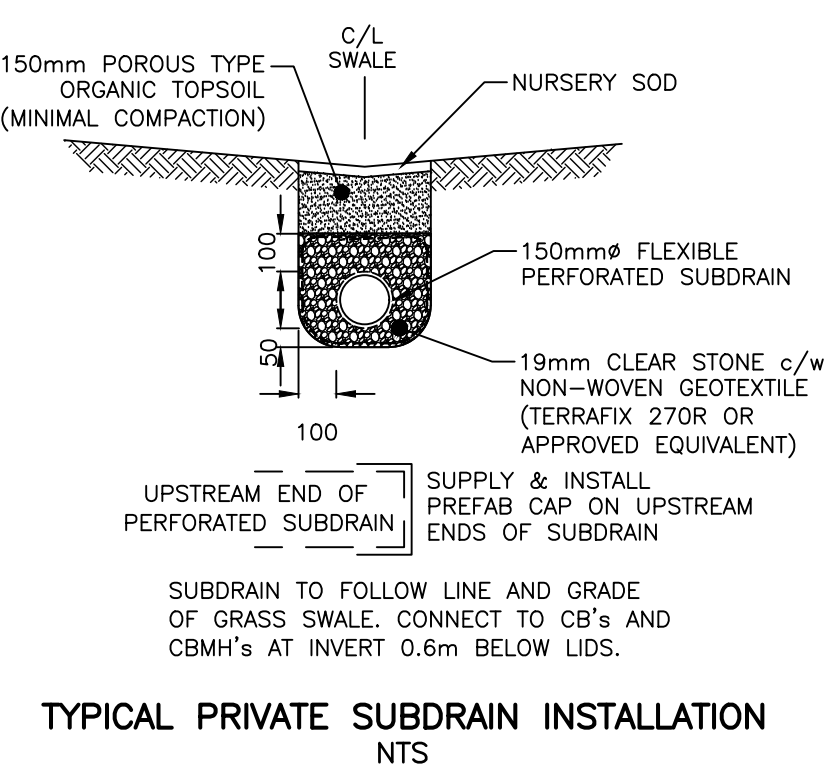 C/L
SWALE
150mm POROUS TYPE
ORGANIC TOPSOIL
(MINIMAL COMPACTION)
NURSERY SOD
100
150mmø FLEXIBLE
PERFORATED SUBDRAIN
50
19mm CLEAR STONE c/w
NON-WOVEN GEOTEXTILE
(TERRAFIX 270R OR
APPROVED EQUIVALENT)
100
UPSTREAM END OF
PERFORATED SUBDRAIN
SUPPLY & INSTALL
PREFAB CAP ON UPSTREAM
ENDS OF SUBDRAIN
SUBDRAIN TO FOLLOW LINE AND GRADE
OF GRASS SWALE. CONNECT TO CB's AND
CBMH's AT INVERT 0.6m BELOW LIDS.
TYPICAL PRIVATE SUBDRAIN INSTALLATION
NTS